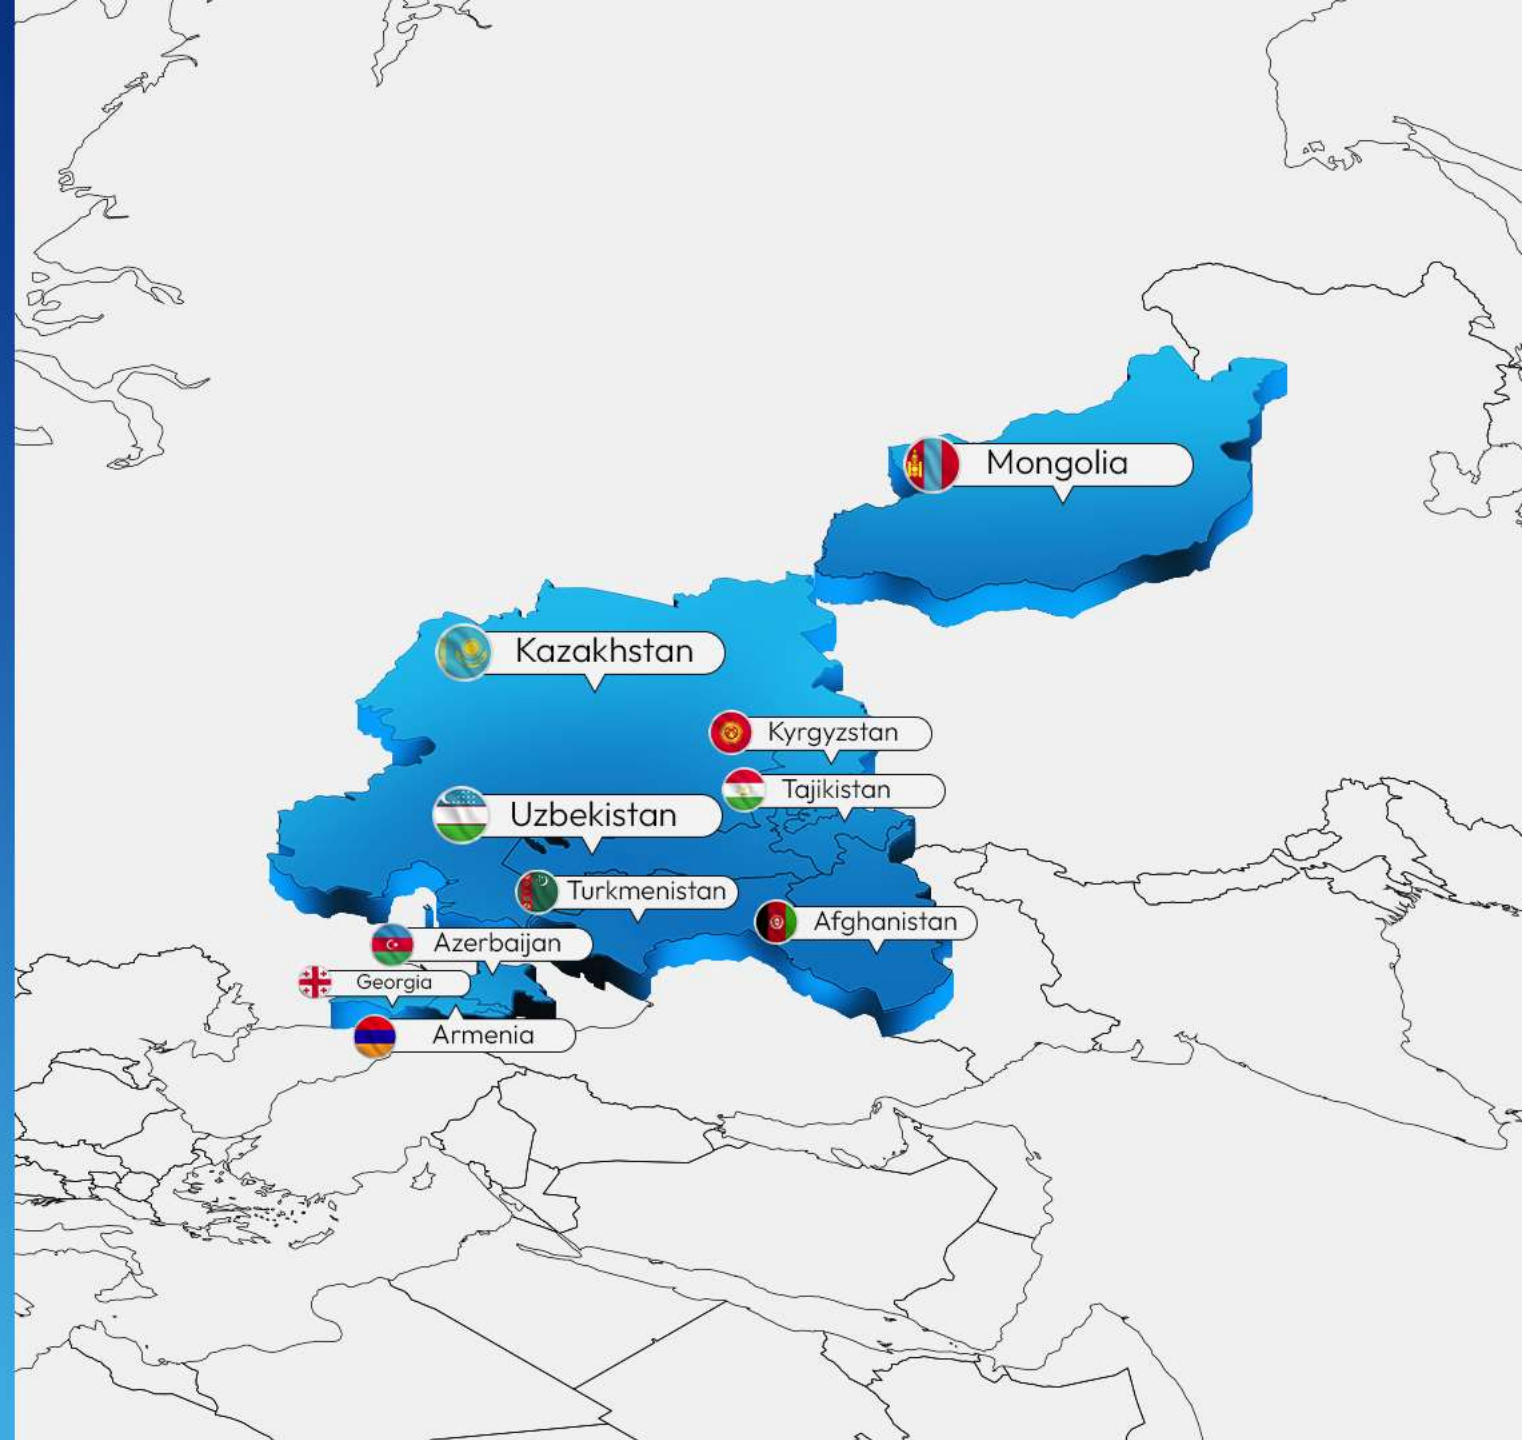 Mongolia
Kazakhstan
Kyrgyzstan
Tajikistan
Uzbekistan
Turkmenistan
Afghanistan
Azerbaijan
Georgia
Armenia